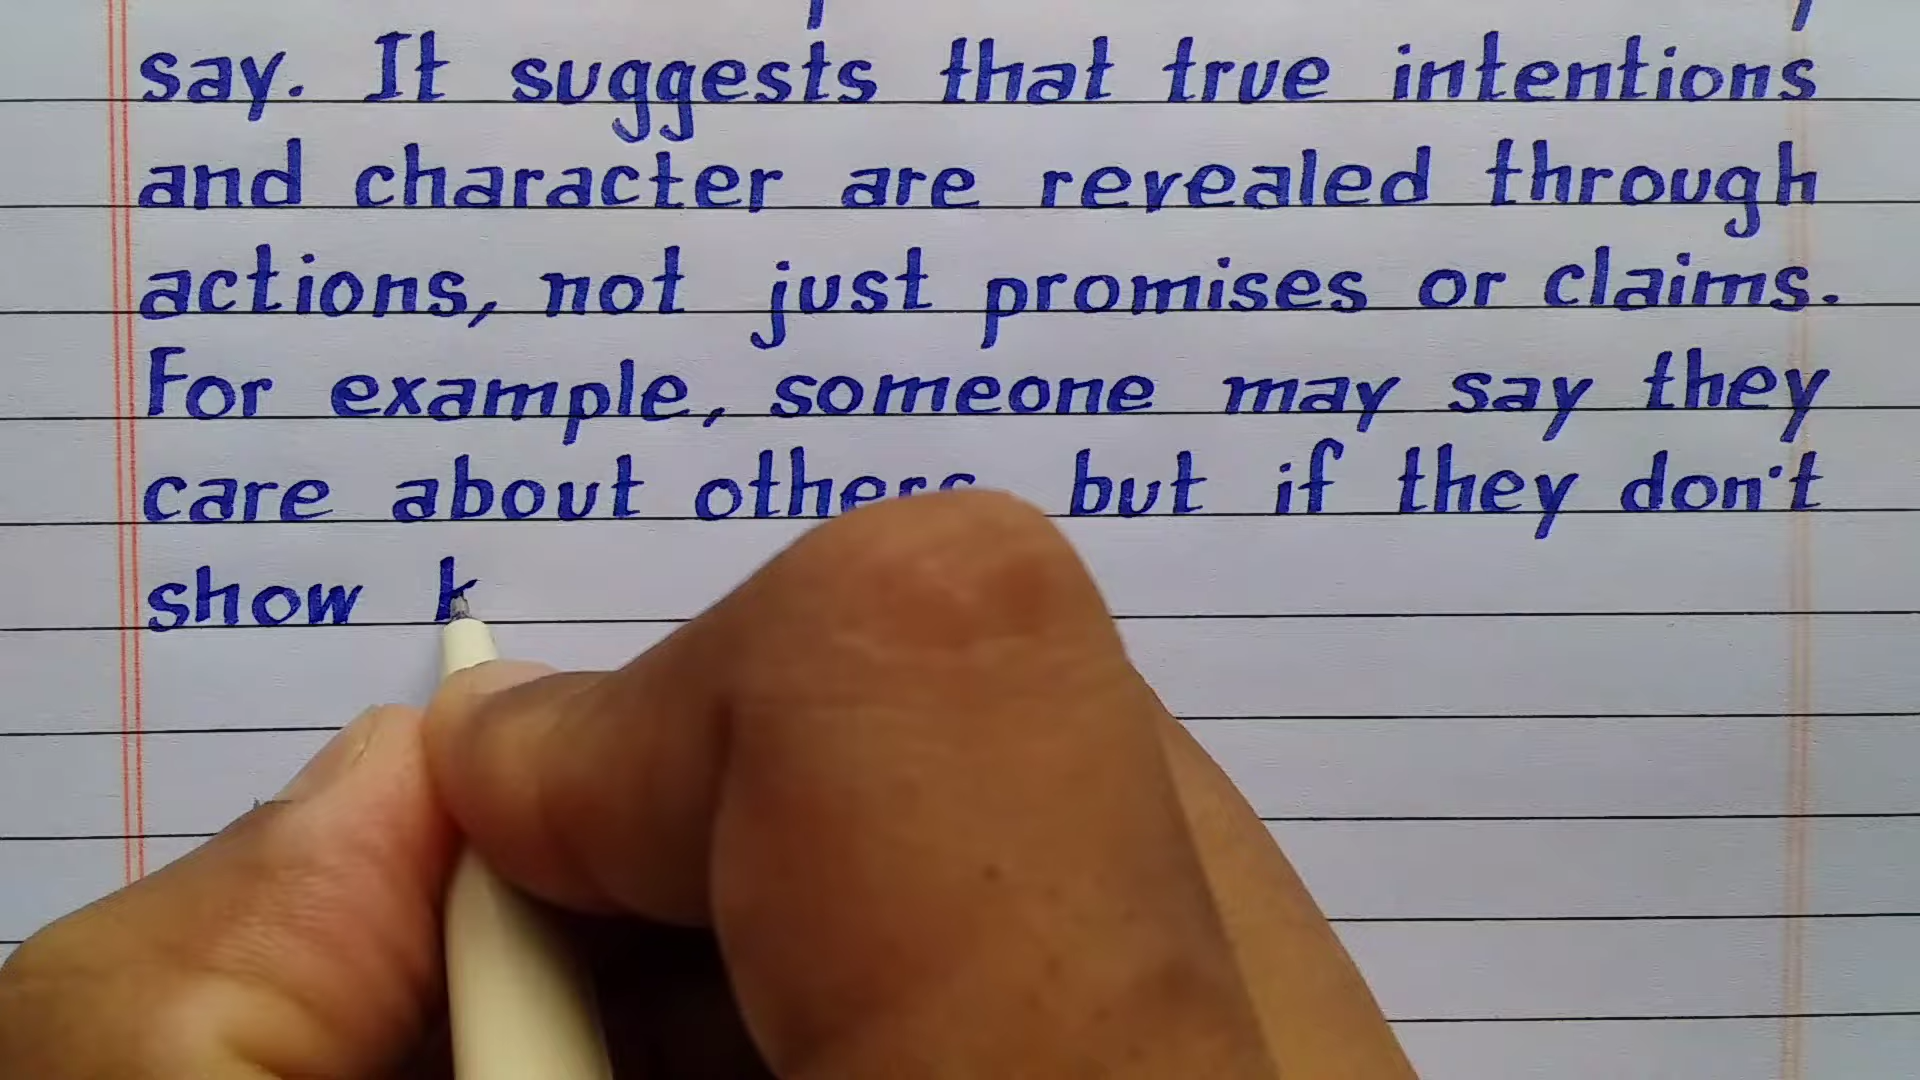 say. It suggests that true intentions
and character are revealed through
actions, not just promises or claims.
For example, someone may say they
care about others but if they don't
show k